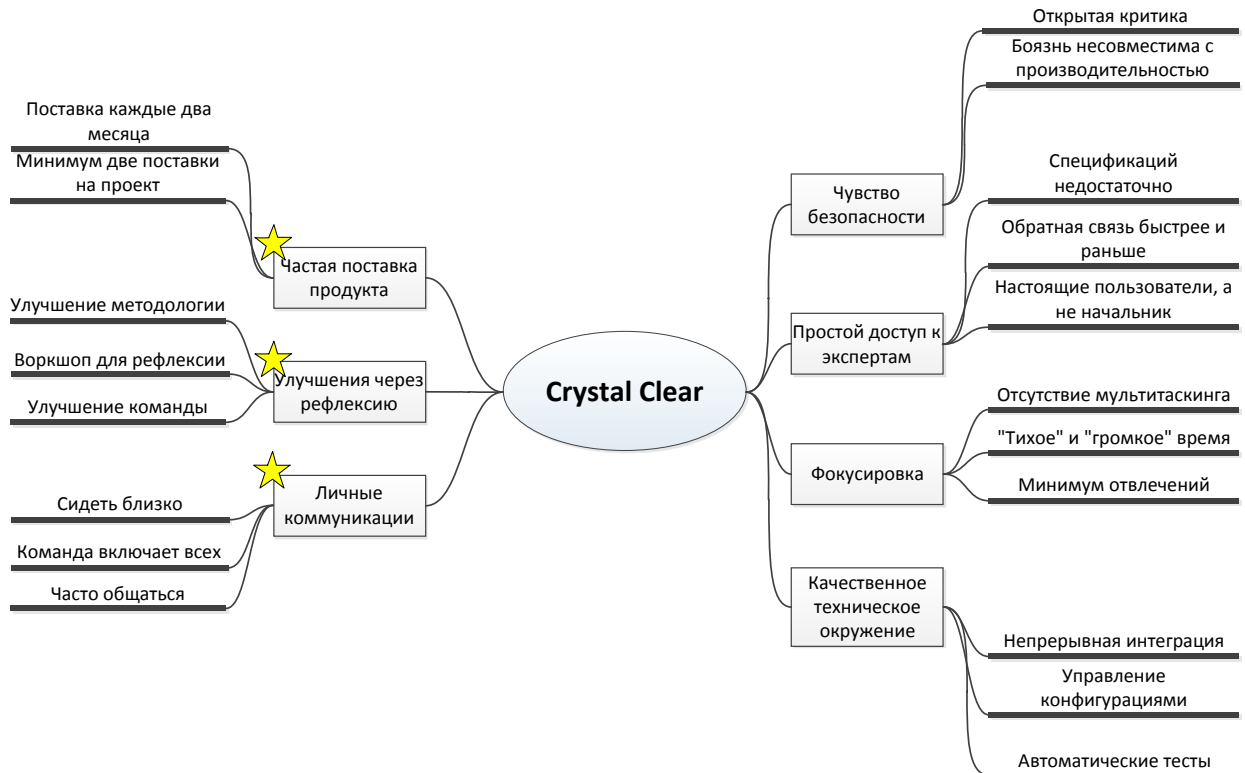 Crystal Clear
Поставка каждые два
месяца
Минимум две поставки
на проект
Частая поставка
продукта
Улучшение методологии
Воркшоп для рефлексии
Улучшение команды
Улучшения через
рефлексию
Сидеть близко
Команда включает всех
Часто общаться
Личные
коммуникации
Чувство
безопасности
Открытая критика
Боязнь несовместима с
производительностью
Простой доступ к
экспертам
Спецификаций
недостаточно
Обратная связь быстрее и
раньше
Настоящие пользователи, а
не начальник
Фокусировка
Отсутствие мультитаскинга
"Тихое" и "громкое" время
Минимум отвлечений
Качественное
техническое
окружение
Непрерывная интеграция
Управление
конфигурациями
Автоматические тесты